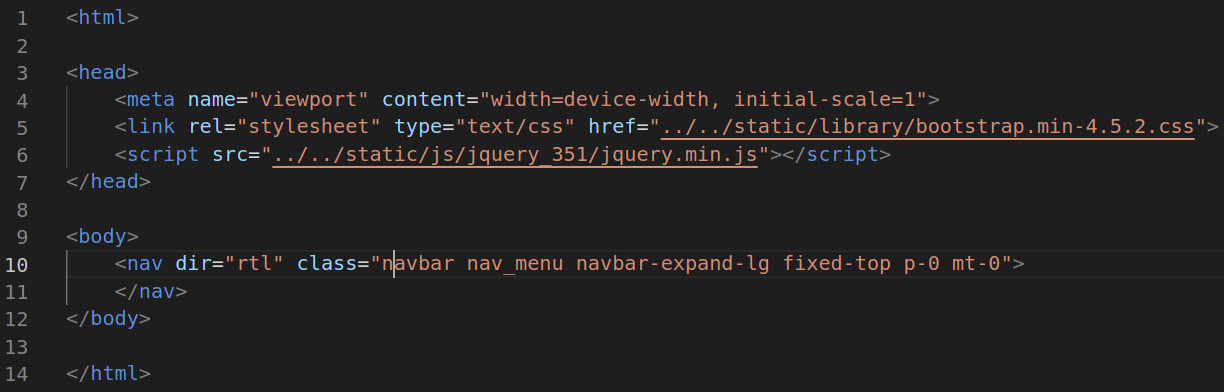 1 <html>
2
3 <head>
4     <meta name="viewport" content="width=device-width, initial-scale=1">
5     <link rel="stylesheet" type="text/css" href="../../static/library/bootstrap.min-4.5.2.css">
6     <script src="../../static/js/jquery_351/jquery.min.js"></script>
7 </head>
8
9 <body>
10     <nav dir="rtl" class="navbar nav_menu navbar-expand-lg fixed-top p-0 mt-0">
11     </nav>
12 </body>
13
14 </html>